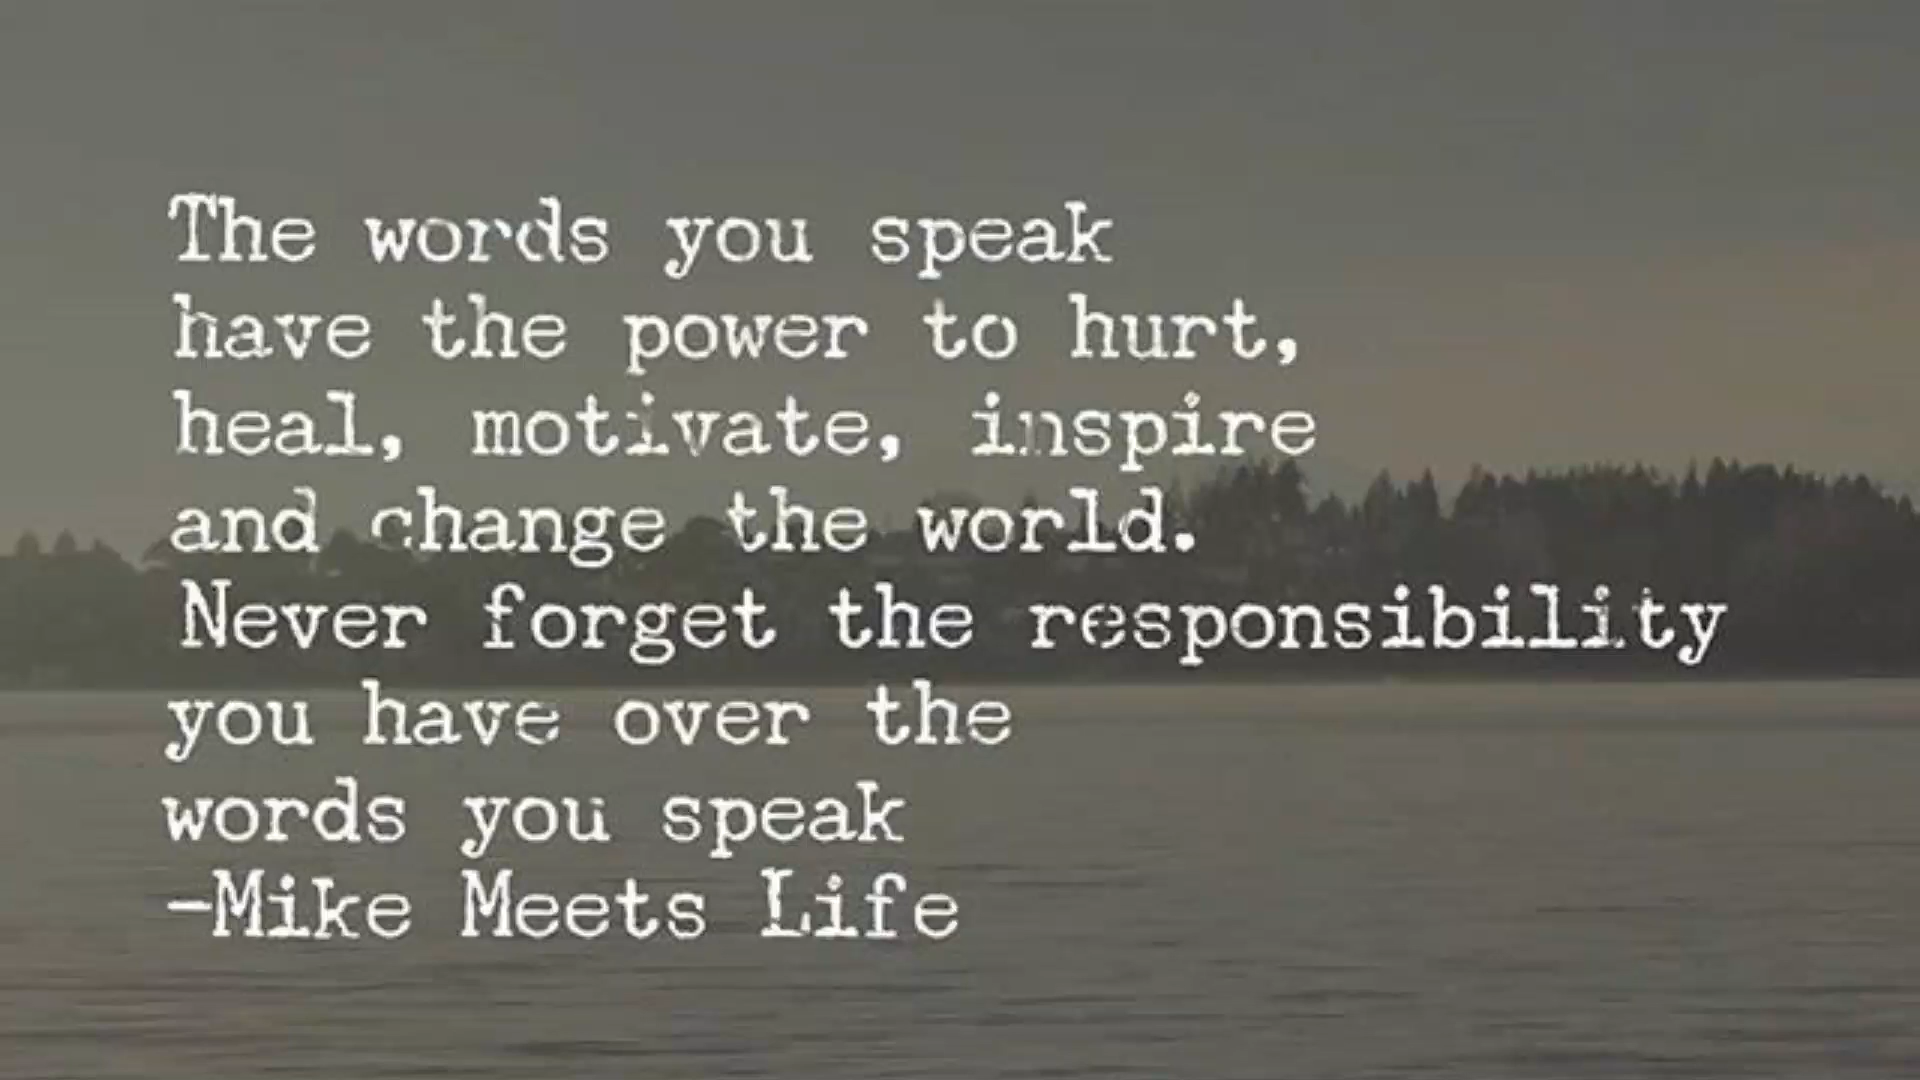 The words you speak
have the power to hurt,
heal, motivate, inspire
and change the world.
Never forget the responsibility
you have over the
words you speak
-Mike Meets Life